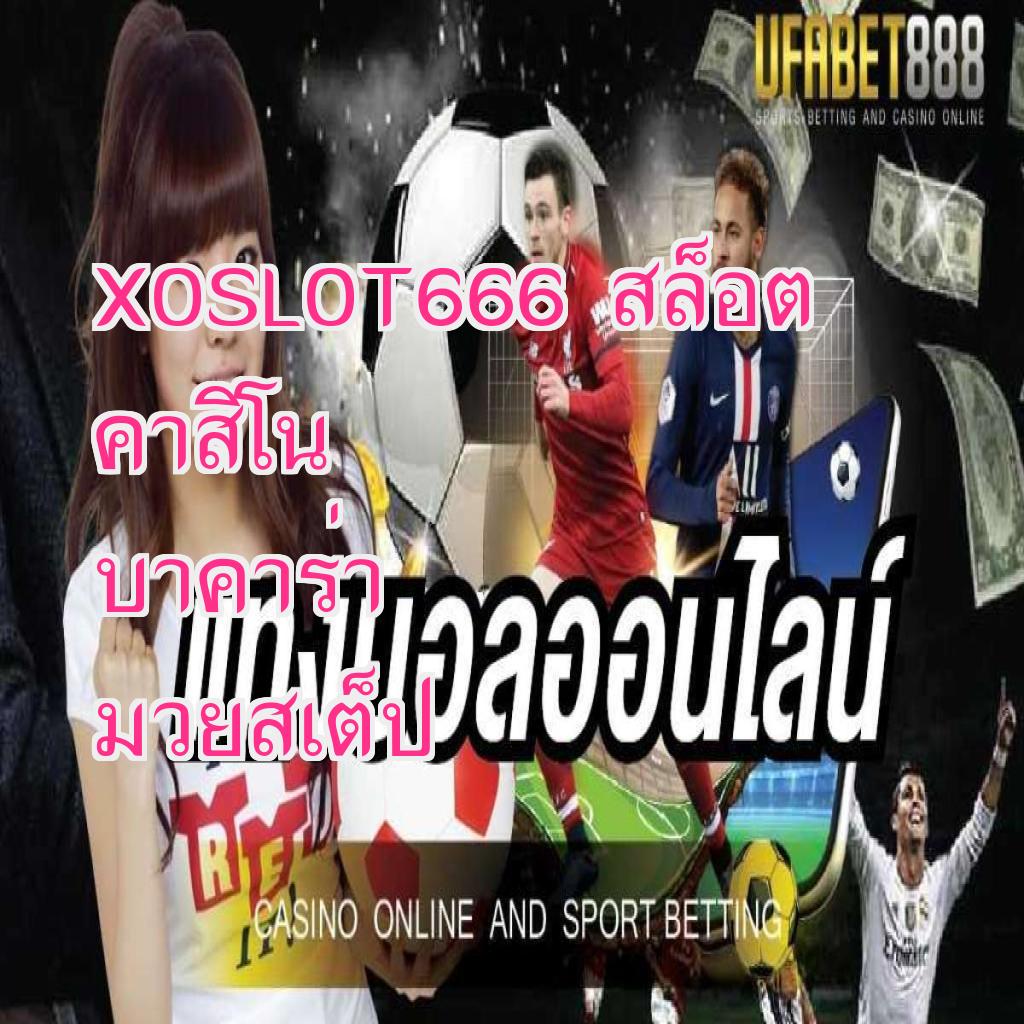 UFABET888
SPORTS BETTING AND CASINO ONLINE
XOSLOT666 สล็อต
คาสิโน
บาคาร่า
มวยสเต็ป
แทงบอลออนไลน์
CASINO ONLINE AND SPORT BETTING
Emirates